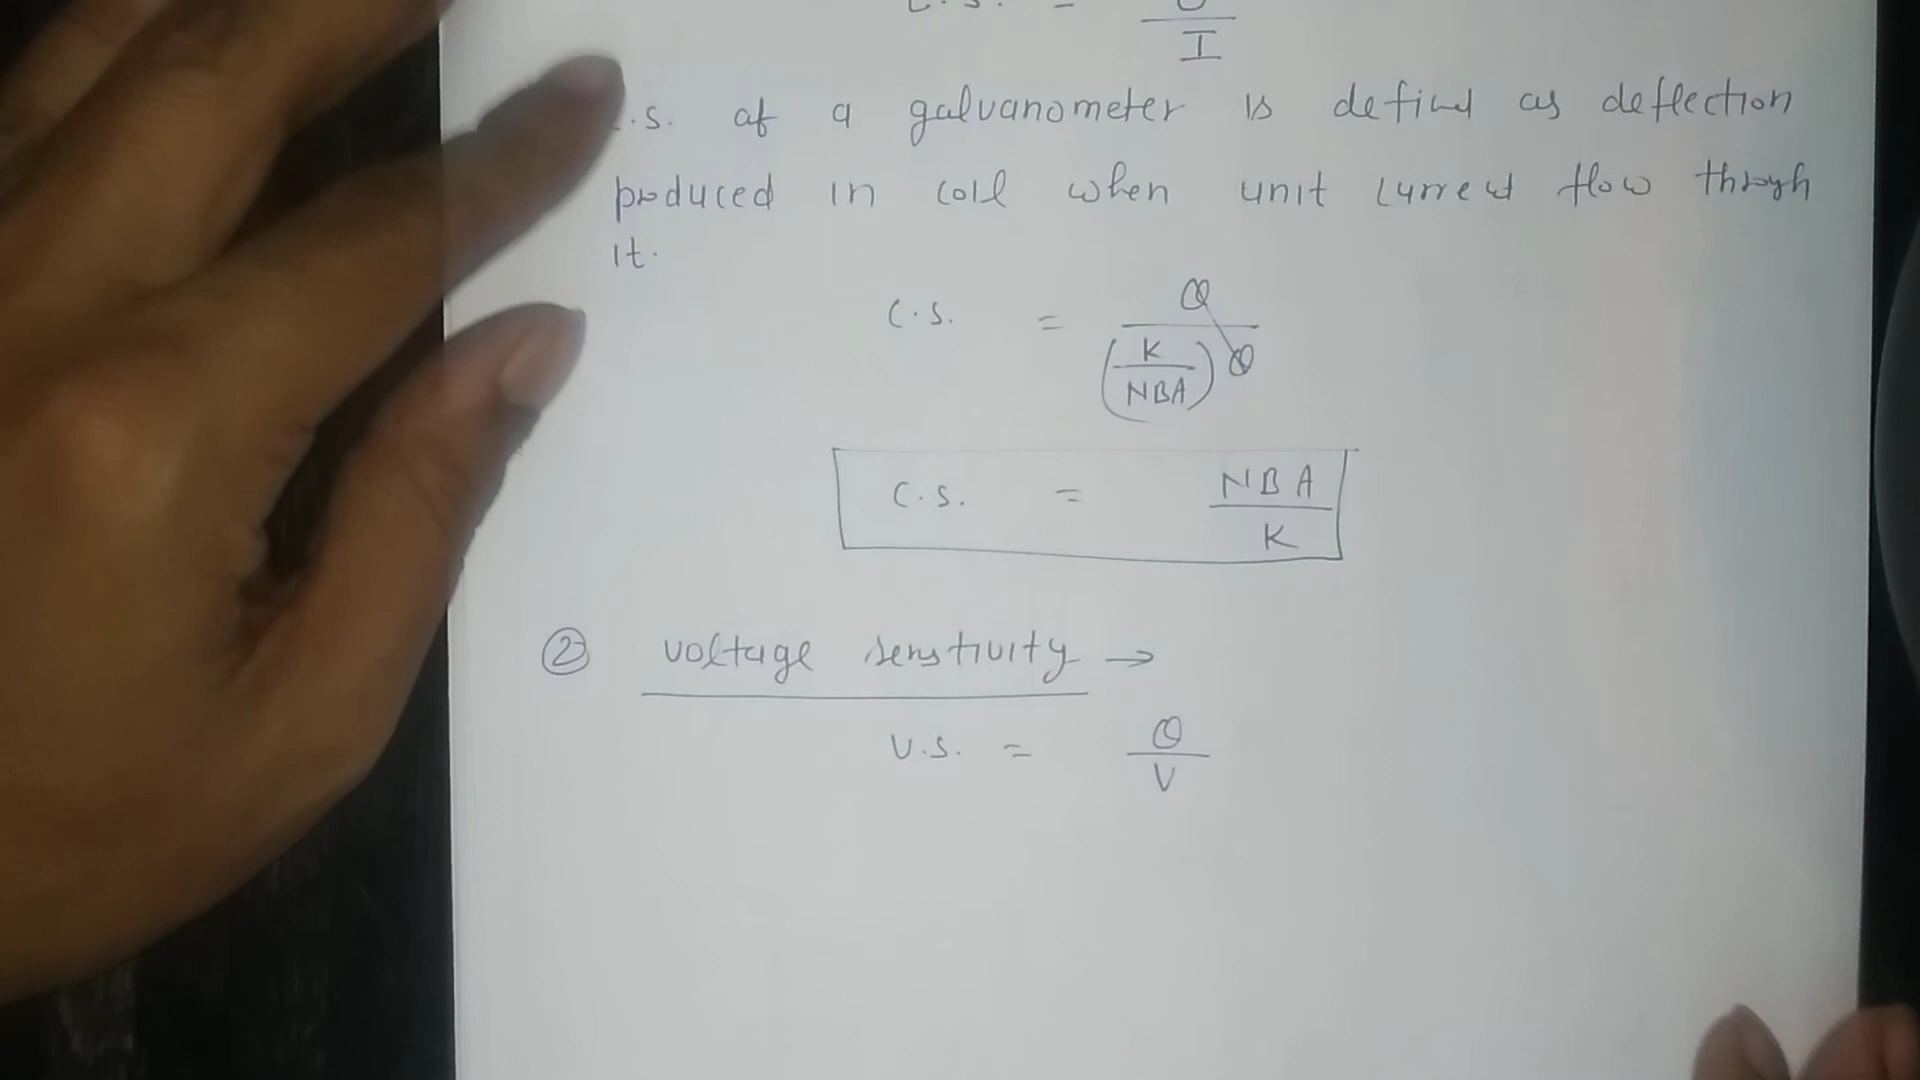 I
.s. of a galvanometer is defined as deflection
produced in coil when unit current flow through
it.
C.S. = θ / (K/NBA) θ
C.S. = NBA / K
② voltage senstivity →
V.S. = θ / V